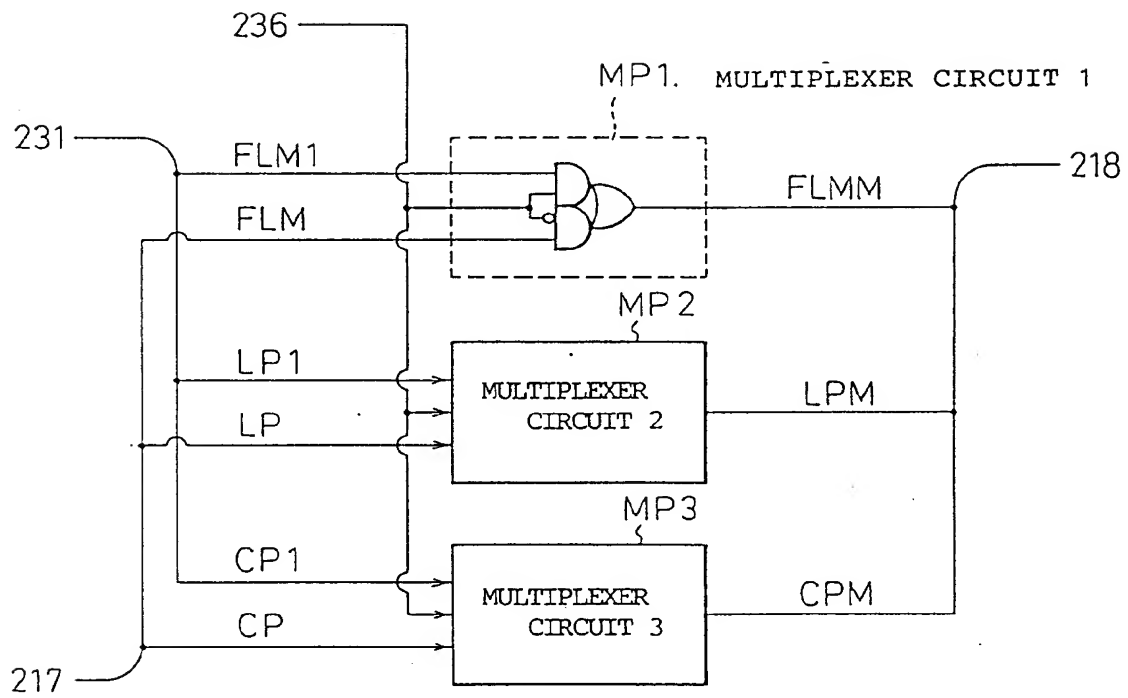 236
MP1. MULTIPLEXER CIRCUIT 1
231
FLM1
218
FLMM
FLM
MP2
LP1
MULTIPLEXER
CIRCUIT 2
LPM
LP
MP3
CP1
MULTIPLEXER
CIRCUIT 3
CPM
CP
217